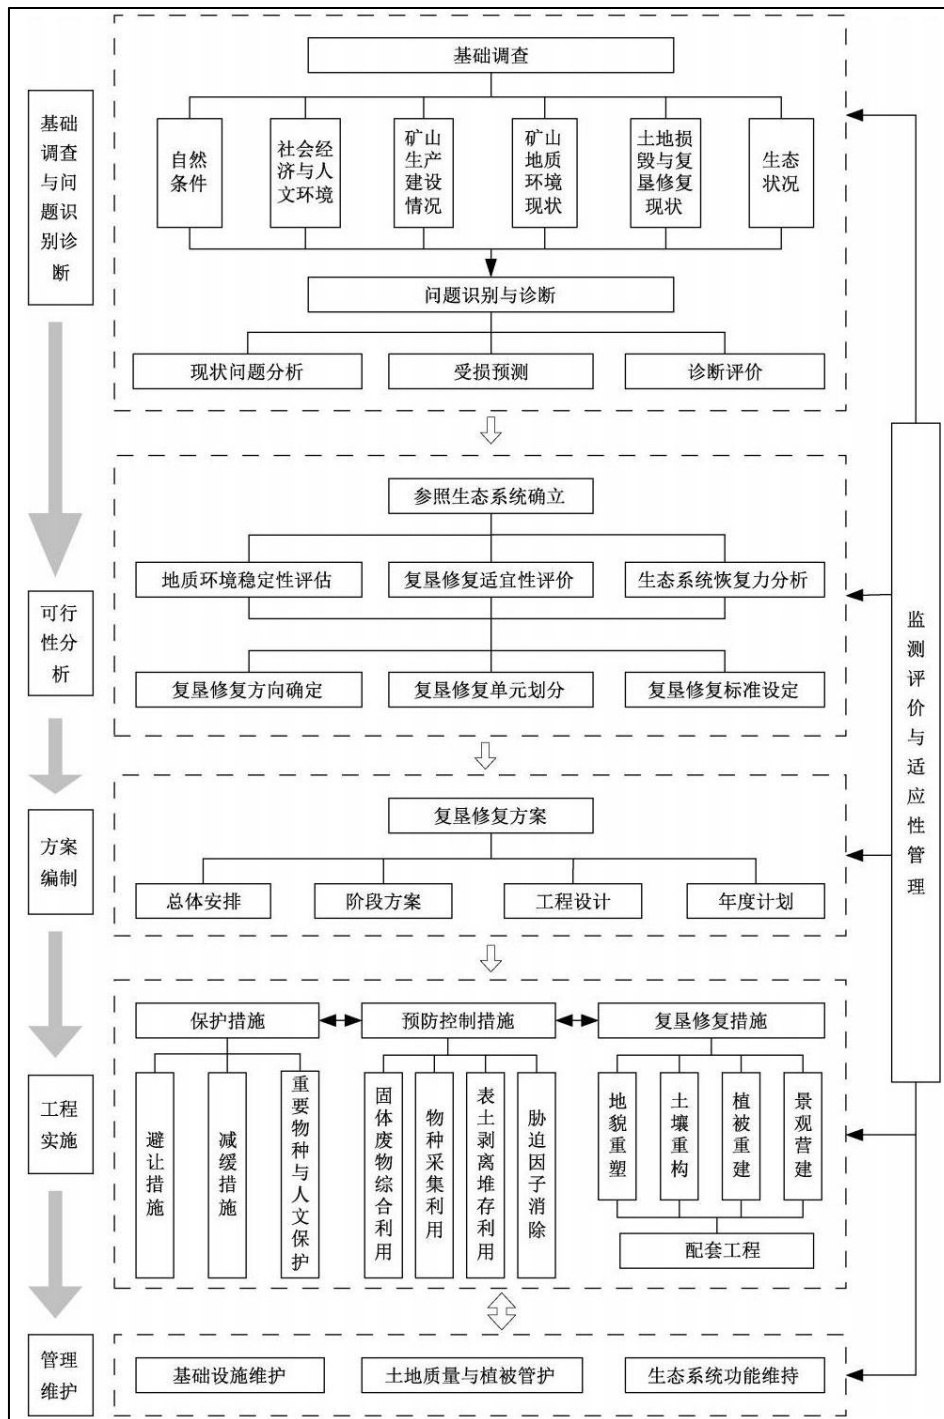 基础调查
基础
调查
与问
题识
别诊
断
自然
条件
社会经
济与人
文环境
矿山
生产
建设
情况
矿山
地质
环境
现状
土地损
毁与复
垦修复
现状
生态
状况
问题识别与诊断
现状问题分析
受损预测
诊断评价
参照生态系统确立
地质环境稳定性评估
复垦修复适宜性评价
生态系统恢复力分析
可行
性分
析
复垦修复方向确定
复垦修复单元划分
复垦修复标准设定
监测评价与适应性管理
复垦修复方案
方案
编制
总体安排
阶段方案
工程设计
年度计划
保护措施
预防控制措施
复垦修复措施
工程
实施
避让措施
减缓措施
重要物种与人文保护
固体废物综合利用
物种采集利用
表土剥离堆存利用
胁迫因子消除
地貌重塑
土壤重构
植被重建
景观营建
配套工程
管理
维护
基础设施维护
土地质量与植被管护
生态系统功能维持